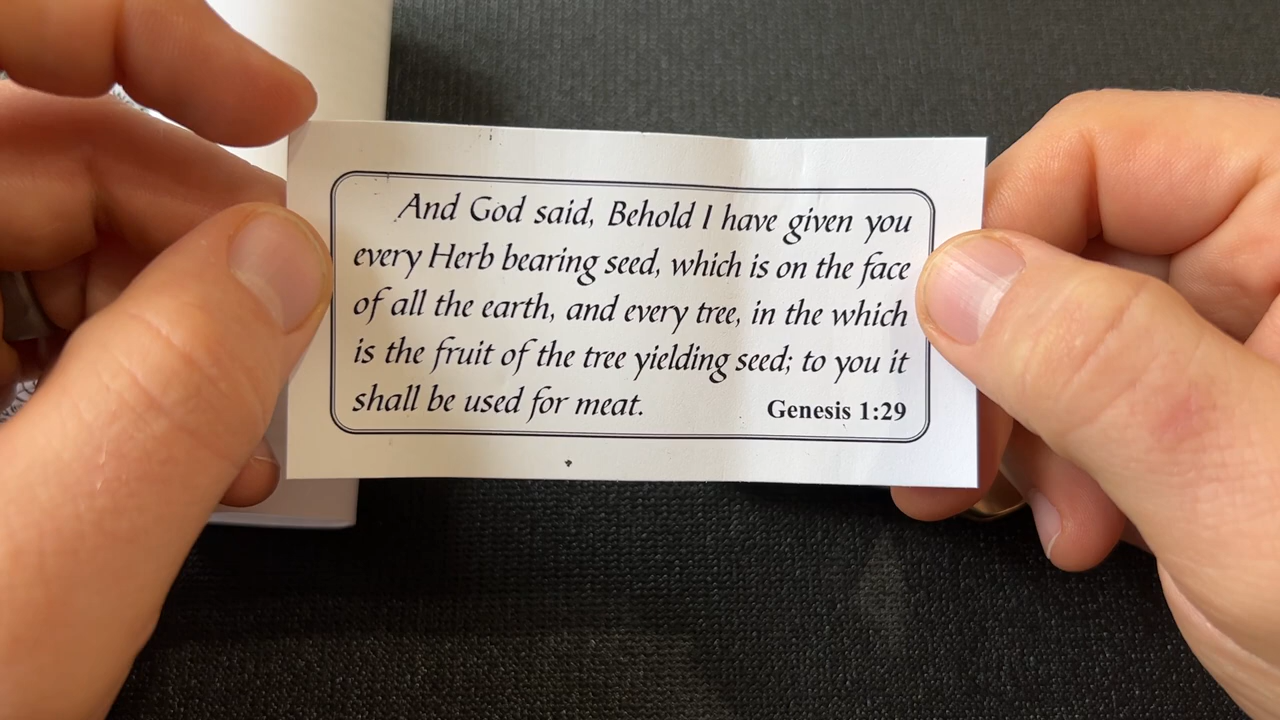 And God said, Behold I have given you
every Herb bearing seed, which is on the face
of all the earth, and every tree, in the which
is the fruit of the tree yielding seed; to you it
shall be used for meat. Genesis 1:29